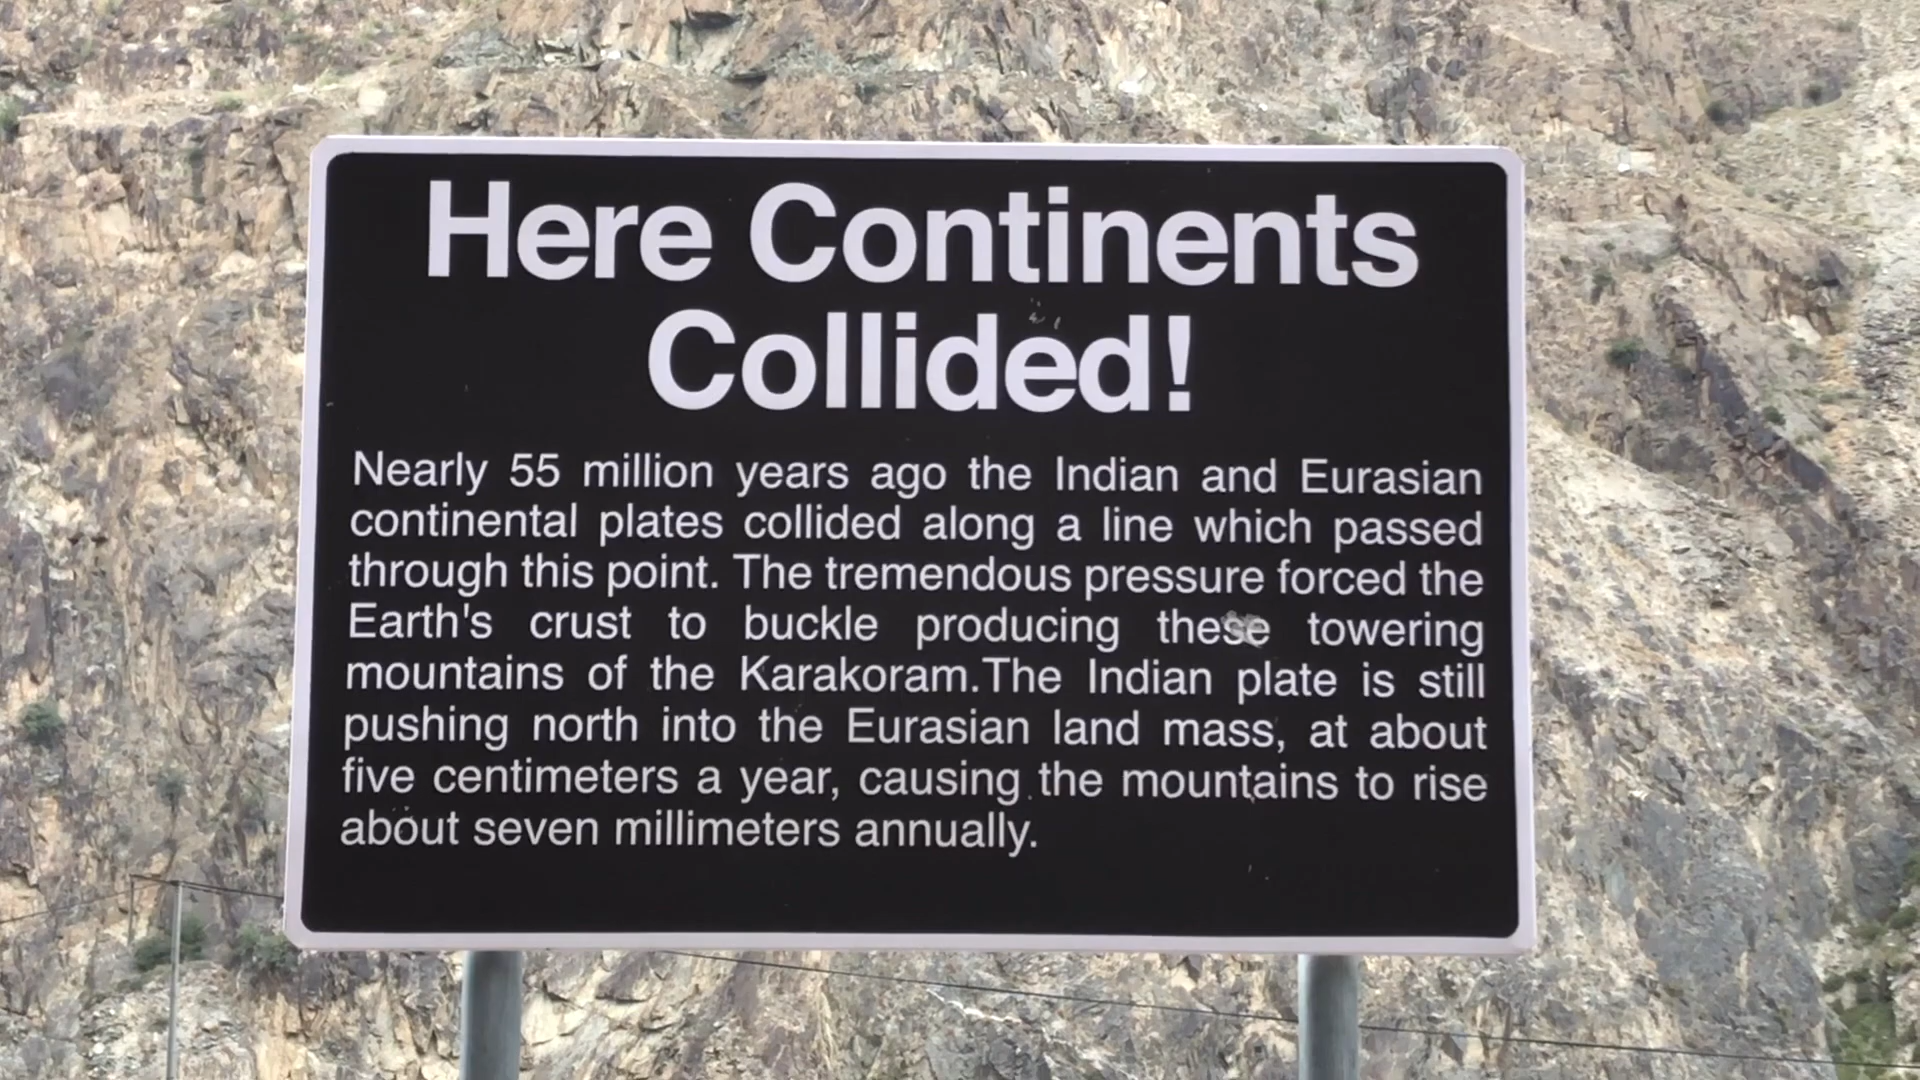 Here Continents
Collided!
Nearly 55 million years ago the Indian and Eurasian
continental plates collided along a line which passed
through this point. The tremendous pressure forced the
Earth's crust to buckle producing these towering
mountains of the Karakoram.The Indian plate is still
pushing north into the Eurasian land mass, at about
five centimeters a year, causing the mountains to rise
about seven millimeters annually.